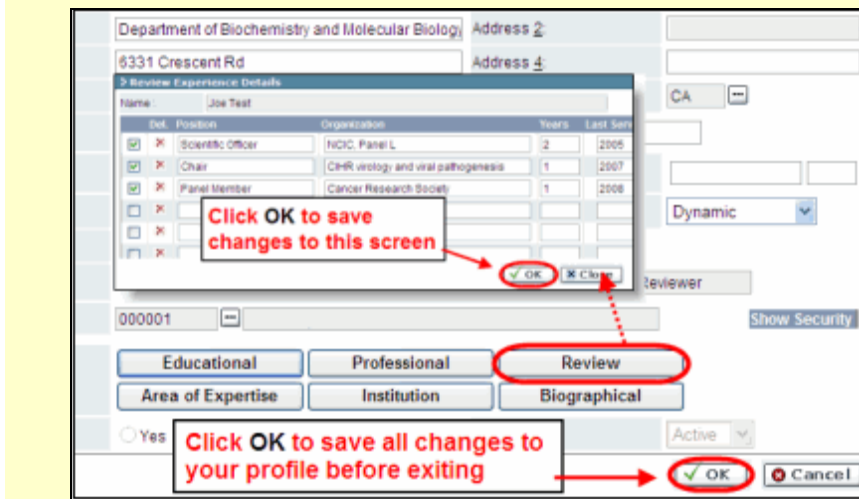 Department of Biochemistry and Molecular Biology Address 2:
6331 Crescent Rd Address 4:
> Review Experience Details
Name : Joe Test
CA
Del. Position Organization Years Last Serv
Scientific Officer NCIC, Panel L 2 2005
Chair CIHR virology and viral pathogenesis 1 2007
Panel Member Cancer Research Society 1 2008
Click OK to save
changes to this screen
Dynamic
OK Close
Reviewer
000001 Show Security
Educational Professional Review
Area of Expertise Institution Biographical
Yes Active
Click OK to save all changes to
your profile before exiting
OK Cancel